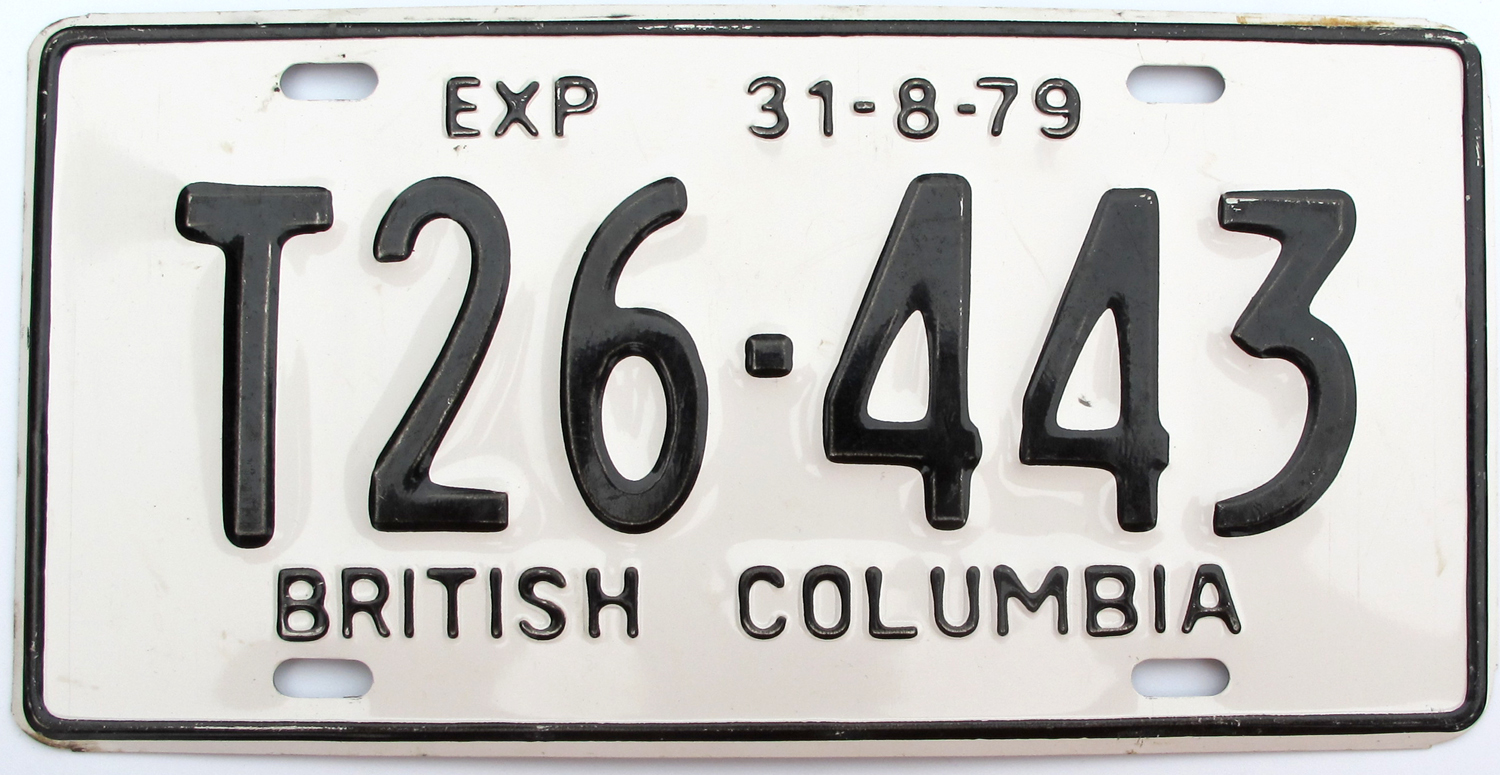 EXP 31-8-79
T26-443
BRITISH COLUMBIA